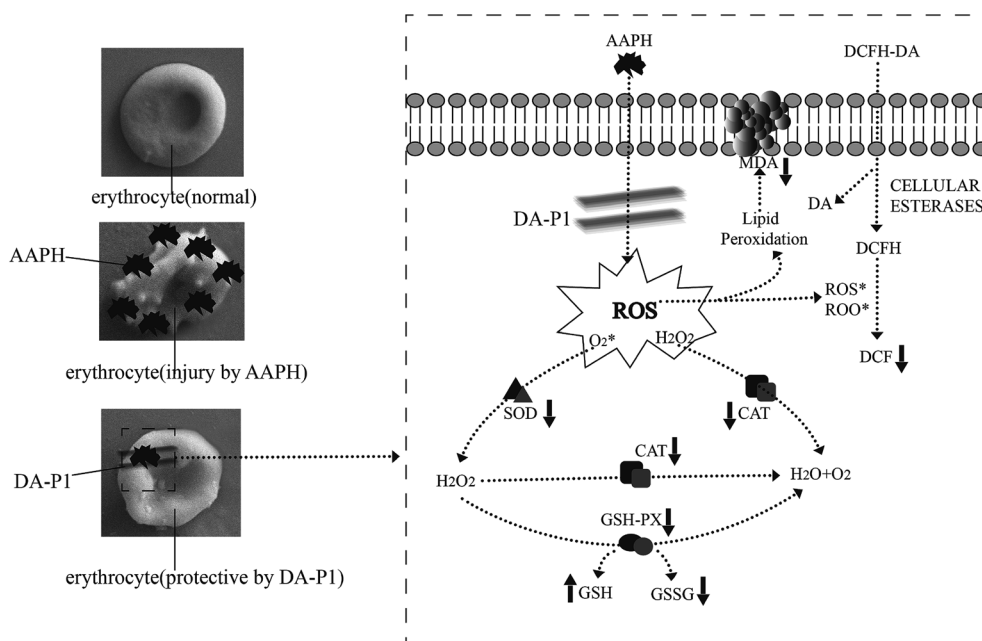 erythrocyte(normal)
AAPH
erythrocyte(injury by AAPH)
DA-P1
erythrocyte(protective by DA-P1)
AAPH
DCFH-DA
MDA
DA-P1
Lipid
Peroxidation
DA
CELLULAR
ESTERASES
DCFH
ROS
ROS*
ROO*
O2*
H2O2
DCF
SOD
CAT
H2O2
CAT
H2O+O2
GSH-PX
GSH
GSSG